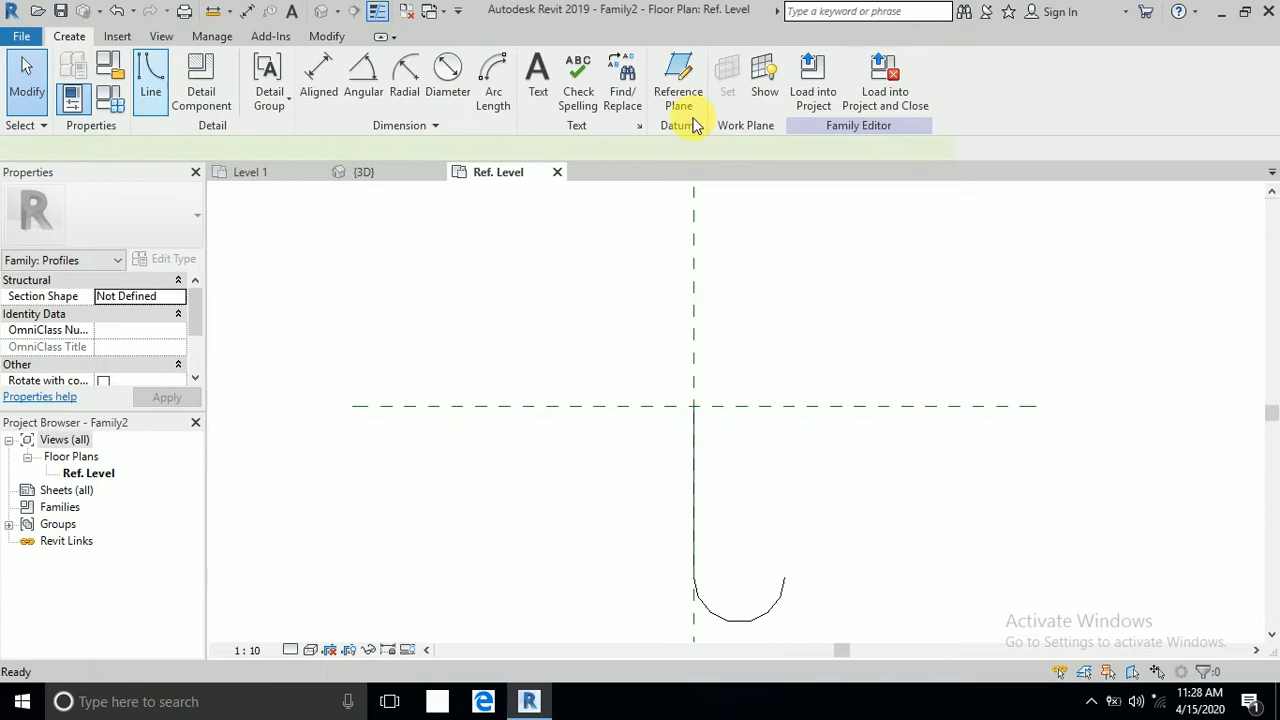 Autodesk Revit 2019 - Family2 - Floor Plan: Ref. Level
Type a keyword or phrase
Sign In
File Create Insert View Manage Add-Ins Modify
Modify
Line
Detail
Component
Detail
Group
Aligned
Angular
Radial
Diameter
Arc
Length
Text
Check
Spelling
Find/
Replace
Reference
Plane
Set
Show
Load into
Project
Load into
Project and Close
Select Properties Detail Dimension Text Datum Work Plane Family Editor
Properties
Level 1
{3D}
Ref. Level
Family: Profiles
Edit Type
Structural
Section Shape Not Defined
Identity Data
OmniClass Nu...
OmniClass Title
Other
Rotate with co...
Properties help
Apply
Project Browser - Family2
Views (all)
Floor Plans
Ref. Level
Sheets (all)
Families
Groups
Revit Links
Activate Windows
Go to Settings to activate Windows.
1 : 10
Ready
:0
Type here to search
11:28 AM
4/15/2020